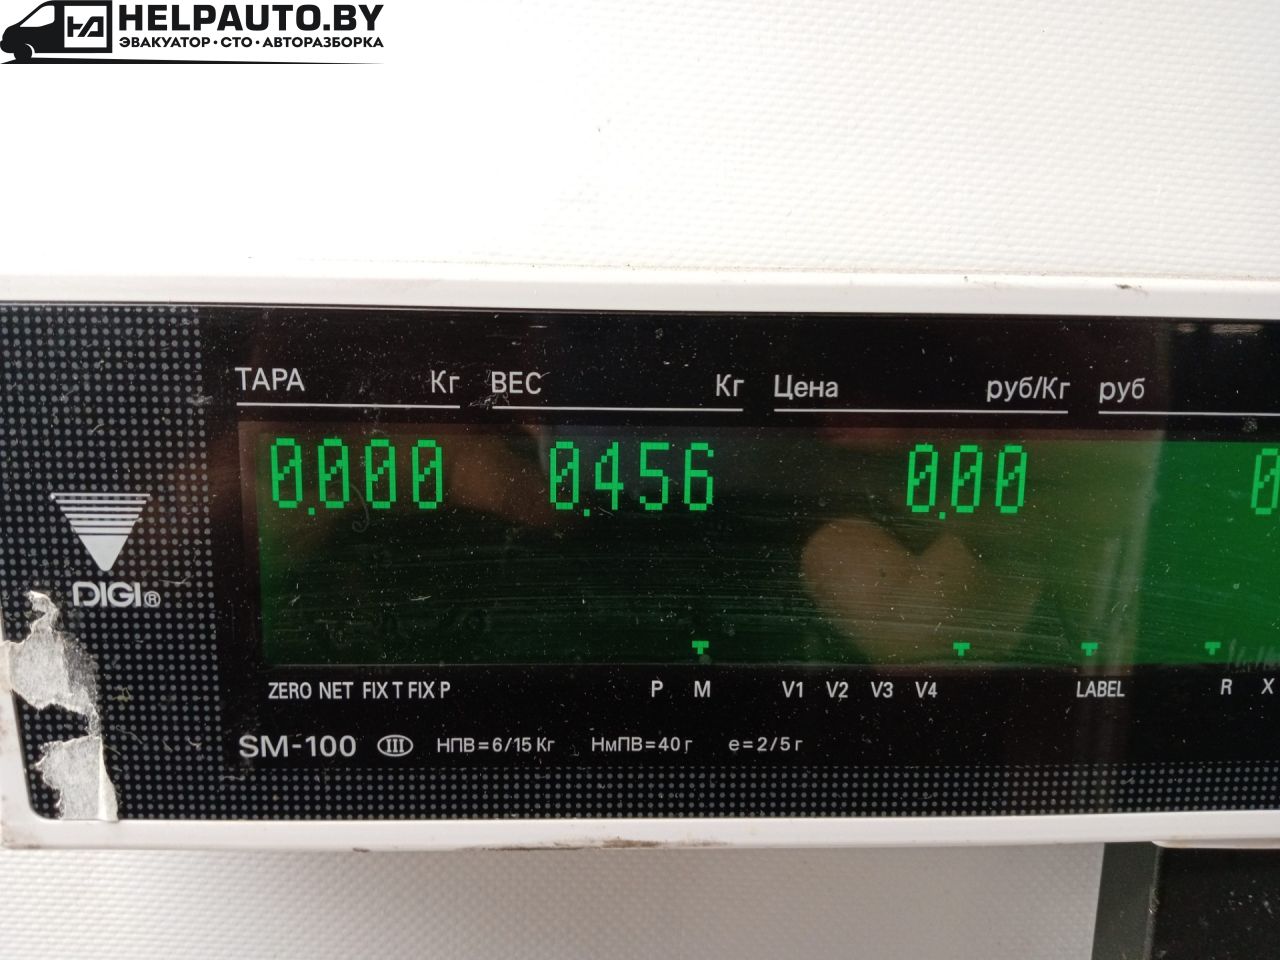 HELPAUTO.BY
ЭВАКУАТОР·СТО·АВТОРАЗБОРКА
ТАРА Кг ВЕС Кг Цена руб/Кг руб
0.000 0.456 0.00 0
DIGI®
ZERO NET FIX T FIX P P M V1 V2 V3 V4 LABEL R X
SM-100 III НПВ=6/15 Кг НмПВ=40 г e=2/5 г